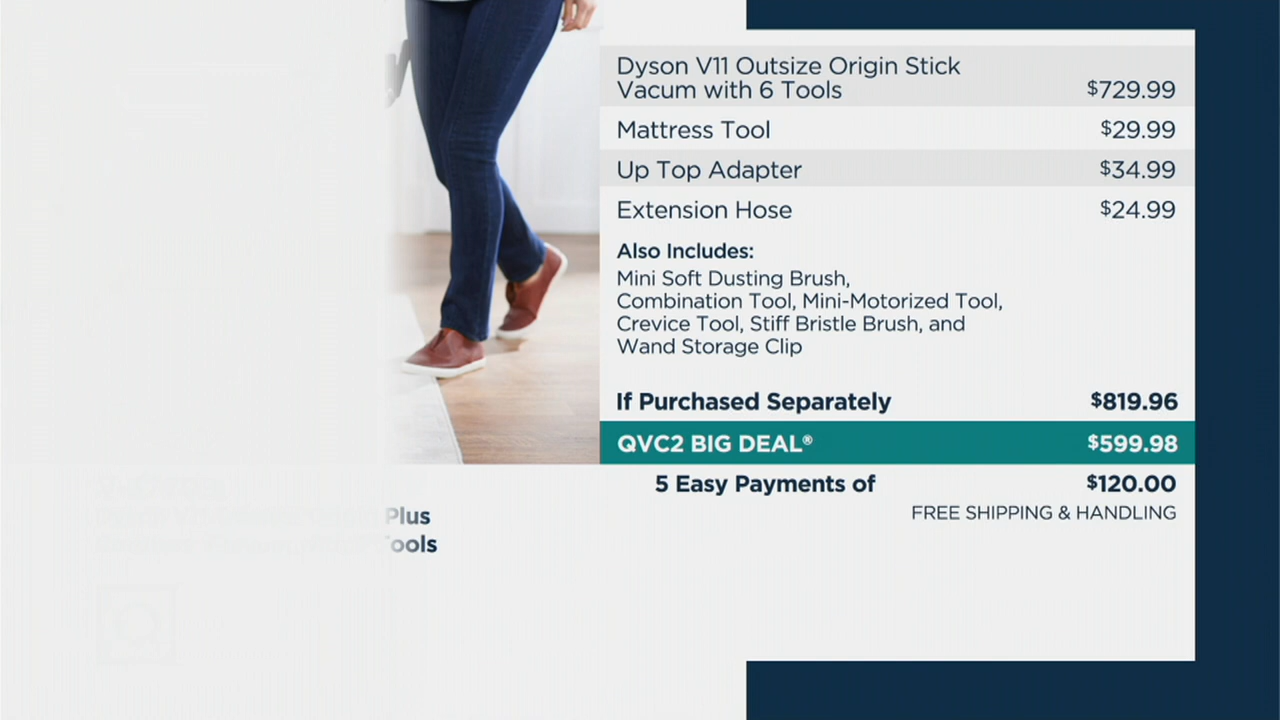 Dyson V11 Outsize Origin Stick
Vacum with 6 Tools $729.99
Mattress Tool $29.99
Up Top Adapter $34.99
Extension Hose $24.99
Also Includes:
Mini Soft Dusting Brush,
Combination Tool, Mini-Motorized Tool,
Crevice Tool, Stiff Bristle Brush, and
Wand Storage Clip
If Purchased Separately $819.96
QVC2 BIG DEAL® $599.98
5 Easy Payments of $120.00
FREE SHIPPING & HANDLING
Plus
Tools